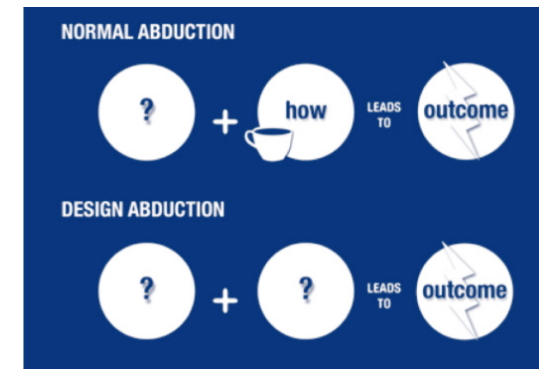 NORMAL ABDUCTION
? + how LEADS TO outcome
DESIGN ABDUCTION
? + ? LEADS TO outcome